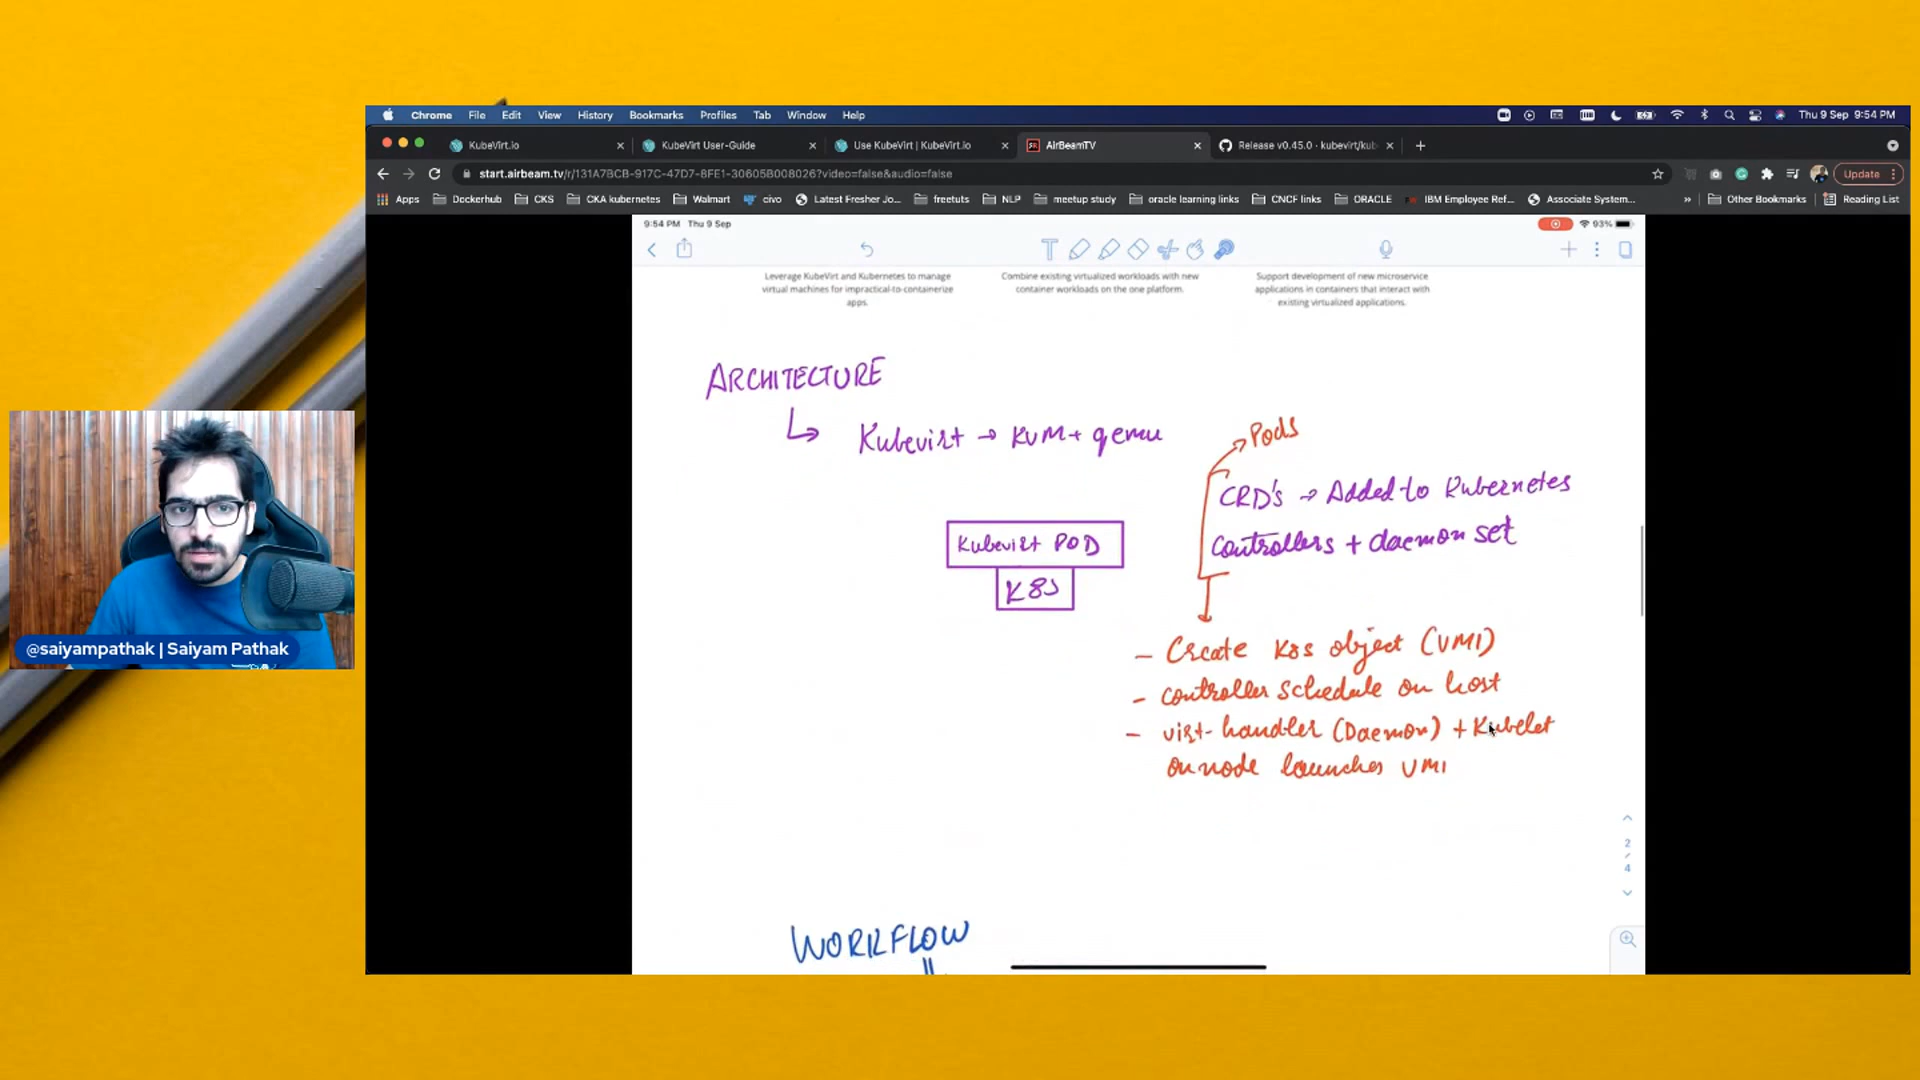 Chrome File Edit View History Bookmarks Profiles Tab Window Help Thu 9 Sep 9:54 PM
KubeVirt.io KubeVirt User-Guide Use KubeVirt | KubeVirt.io AirBeamTV Release v0.45.0 · kubevirt/kub
start.airbeam.tv/r/131A7BCB-917C-47D7-8FE1-30605B008026?video=false&audio=false Update
Apps Dockerhub CKS CKA kubernetes Walmart civo Latest Fresher Jo... freetuts NLP meetup study oracle learning links CNCF links ORACLE IBM Employee Ref... Associate System... » Other Bookmarks Reading List
9:54 PM Thu 9 Sep 93%
Leverage KubeVirt and Kubernetes to manage
virtual machines for impractical-to-containerize
apps.
Combine existing virtualized workloads with new
container workloads on the one platform.
Support development of new microservice
applications in containers that interact with
existing virtualized applications.
ARCHITECTURE
Kubevirt → KVM + qemu
Pods
CRD's → Added to Kubernetes
Controllers + daemon set
Kubevirt POD
K8S
- Create K8s object (VMI)
- controller schedule on host
- virt-handler (Daemon) + Kubelet
on node launches VMI
2
/
4
WORKFLOW
@saiyampathak | Saiyam Pathak